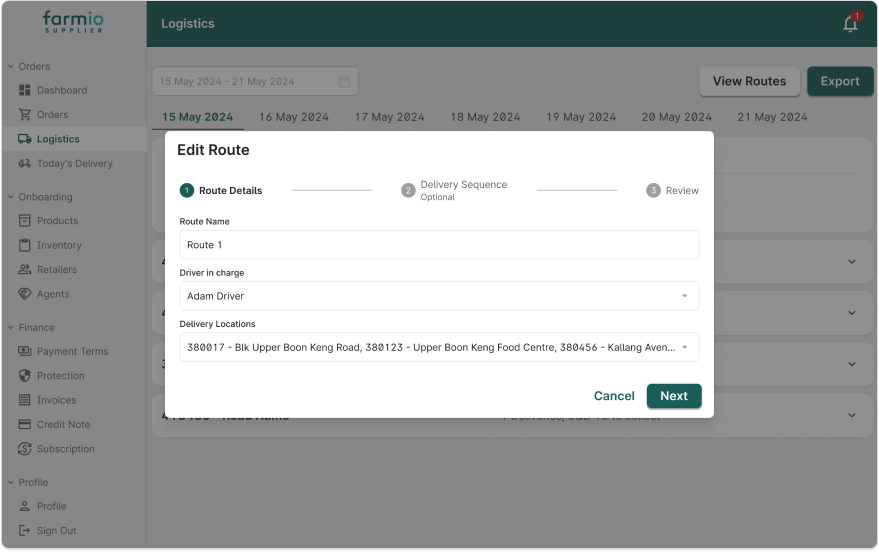 farmio
SUPPLIER
Logistics
1
Orders
Dashboard
Orders
Logistics
Today's Delivery
Onboarding
Products
Inventory
Retailers
Agents
Finance
Payment Terms
Protection
Invoices
Credit Note
Subscription
Profile
Profile
Sign Out
15 May 2024 - 21 May 2024
View Routes
Export
15 May 2024
16 May 2024
17 May 2024
18 May 2024
19 May 2024
20 May 2024
21 May 2024
Edit Route
1 Route Details
2 Delivery Sequence
Optional
3 Review
Route Name
Route 1
Driver in charge
Adam Driver
Delivery Locations
380017 - Blk Upper Boon Keng Road, 380123 - Upper Boon Keng Food Centre, 380456 - Kallang Aven...
Cancel
Next